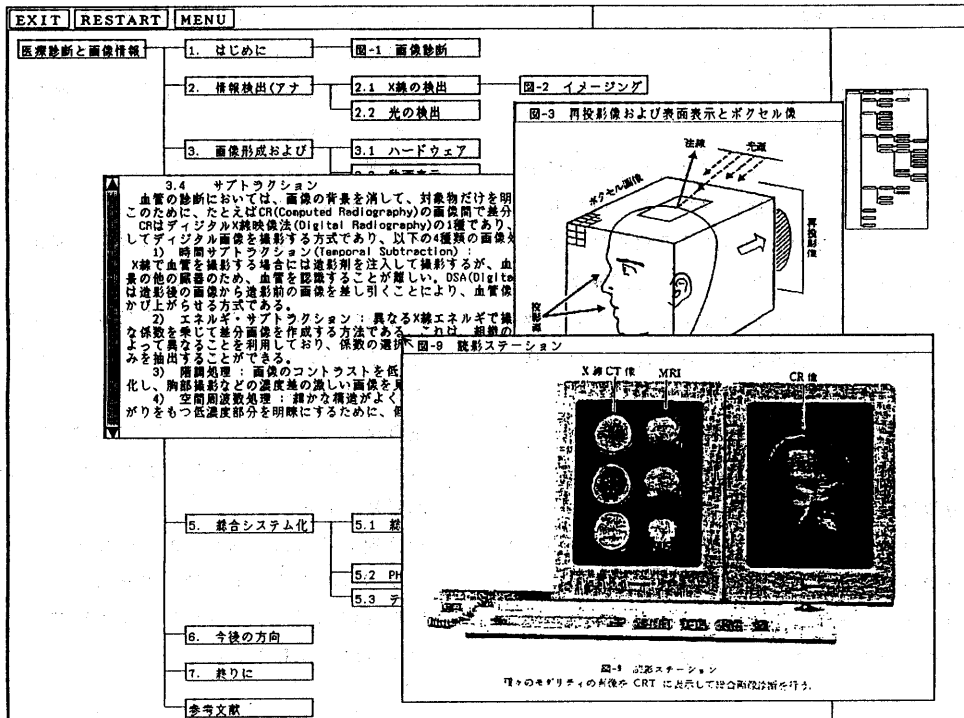 EXIT RESTART MENU
医療診断と画像情報
1. はじめに
図-1 画像診断
2. 情報検出(アナ
2.1 X線の検出
図-2 イメージング
2.2 光の検出
3. 画像形成および
3.1 ハードウェア
図-3 再投影像および表面表示とボクセル像
法線
光源
ボクセル画像
再投影像
投影線
3.4 サブトラクション
血管の診断においては、画像の背景を消して、対象物だけを明
このために、たとえばCR(Computed Radiography)の画像間で差分
CRはディジタルX線映像法(Digital Radiography)の1種であり、
してディジタル画像を撮影する方式であり、以下の4種類の画像処
1) 時間サブトラクション(Temporal Subtraction) :
X線で血管を撮影する場合には造影剤を注入して撮影するが、血
景の他の臓器のため、血管を認識することが難しい。DSA(Digita
は造影後の画像から造影前の画像を差し引くことにより、血管像
かび上がらせる方式である。
2) エネルギ・サブトラクション : 異なるX線エネルギで撮
な係数を乗じて差分画像を作成する方法である。これは、組織の
よって異なることを利用しており、係数の選択
みを抽出することができる。
3) 階調処理 : 画像のコントラストを低
化し、胸部撮影などの濃度差の激しい画像を見
4) 空間周波数処理 : 細かな構造がよく
がりをもつ低濃度部分を明瞭にするために、低
図-9 読影ステーション
X線CT像
MRI
CR像
図-9 読影ステーション
種々のモダリティの画像を CRT に表示して総合画像診断を行う.
5. 総合システム化
5.1 総
5.2 PH
5.3 テ
6. 今後の方向
7. 終りに
参考文献